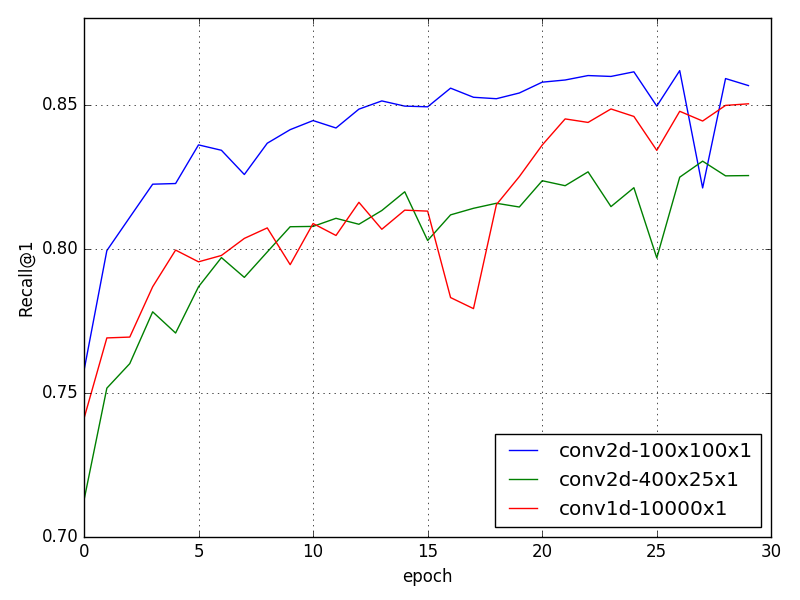 0.85
0.80
0.75
0.70
Recall@1
conv2d-100x100x1
conv2d-400x25x1
conv1d-10000x1
0 5 10 15 20 25 30
epoch